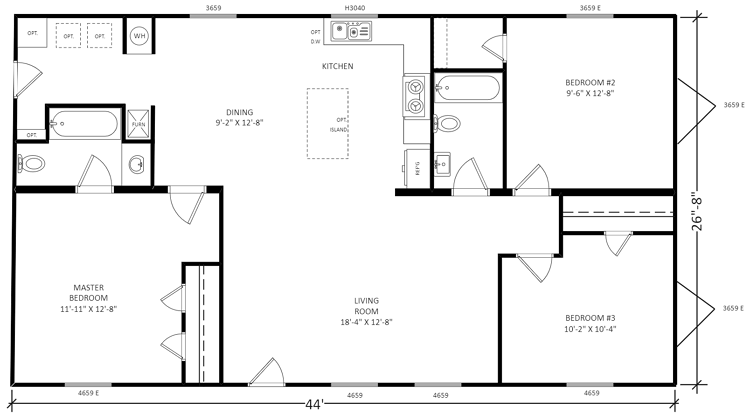 3659
H3040
3659 E
OPT.
OPT.
OPT.
WH
OPT
D.W
KITCHEN
BEDROOM #2
9'-6" X 12'-8"
3659 E
DINING
9'-2" X 12'-8"
OPT.
ISLAND
FURN
OPT.
REFG
26'-8"
MASTER
BEDROOM
11'-11" X 12'-8"
LIVING
ROOM
18'-4" X 12'-8"
BEDROOM #3
10'-2" X 10'-4"
3659 E
4659 E
4659
4659
4659
44'